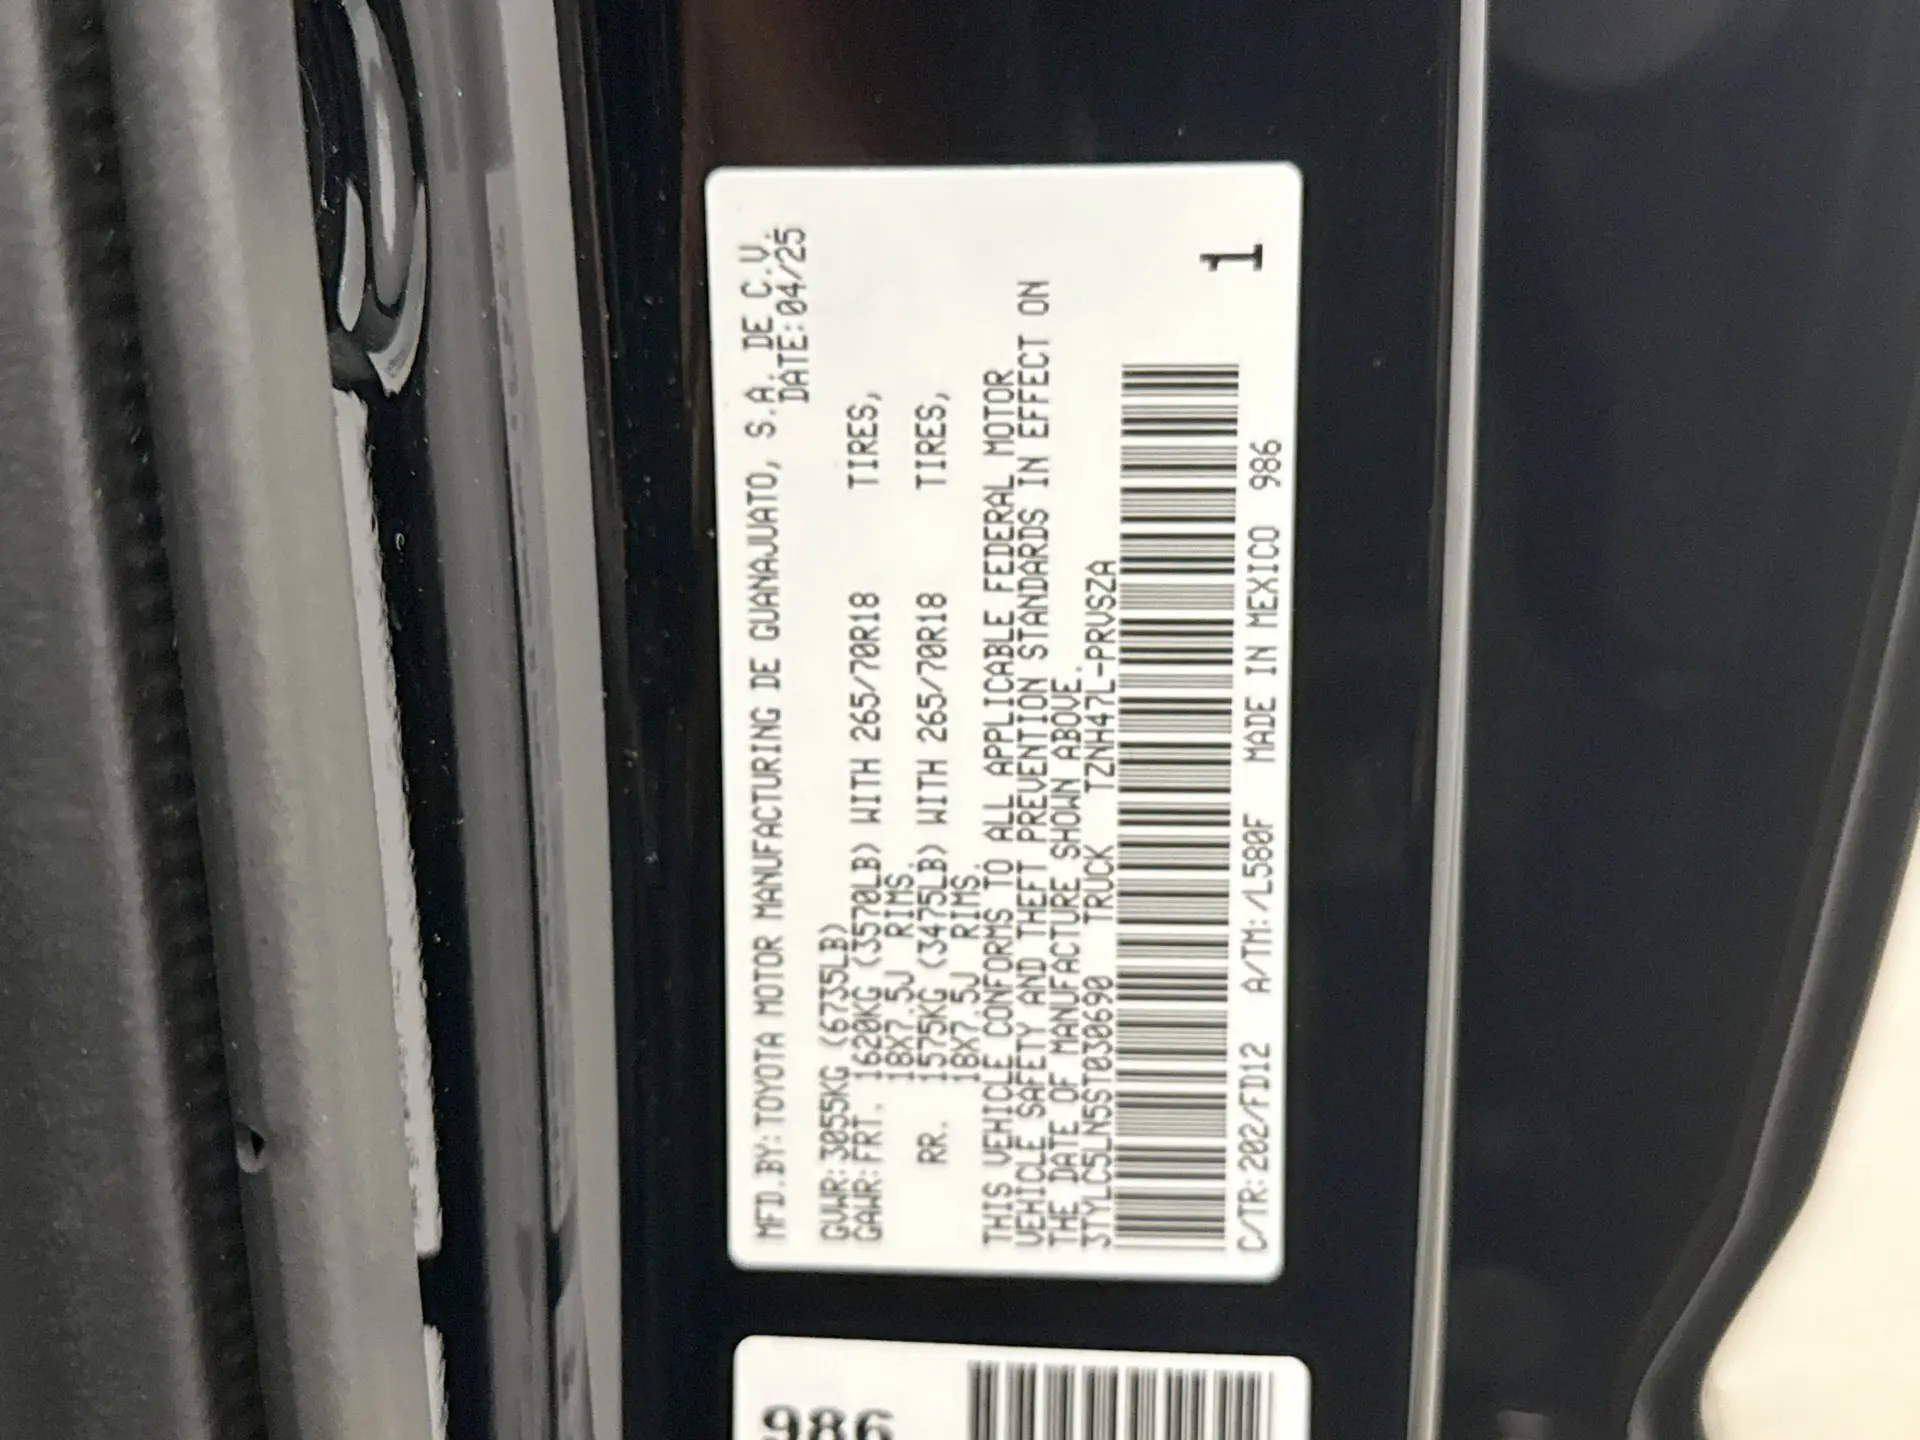 MFD.BY:TOYOTA MOTOR MANUFACTURING DE GUANAJUATO, S.A. DE C.V.
DATE:04/25
GVWR:3055KG (6735LB)
GAWR:FRT. 1620KG (3570LB) WITH 265/70R18 TIRES,
18X7.5J RIMS.
RR. 1575KG (3475LB) WITH 265/70R18 TIRES,
18X7.5J RIMS.
THIS VEHICLE CONFORMS TO ALL APPLICABLE FEDERAL MOTOR
VEHICLE SAFETY AND THEFT PREVENTION STANDARDS IN EFFECT ON
THE DATE OF MANUFACTURE SHOWN ABOVE.
3TYLC5LN5ST030690 TRUCK TZNH47L-PRVSZA
C/TR:202/FD12 A/TM:/L580F MADE IN MEXICO 986
1
986